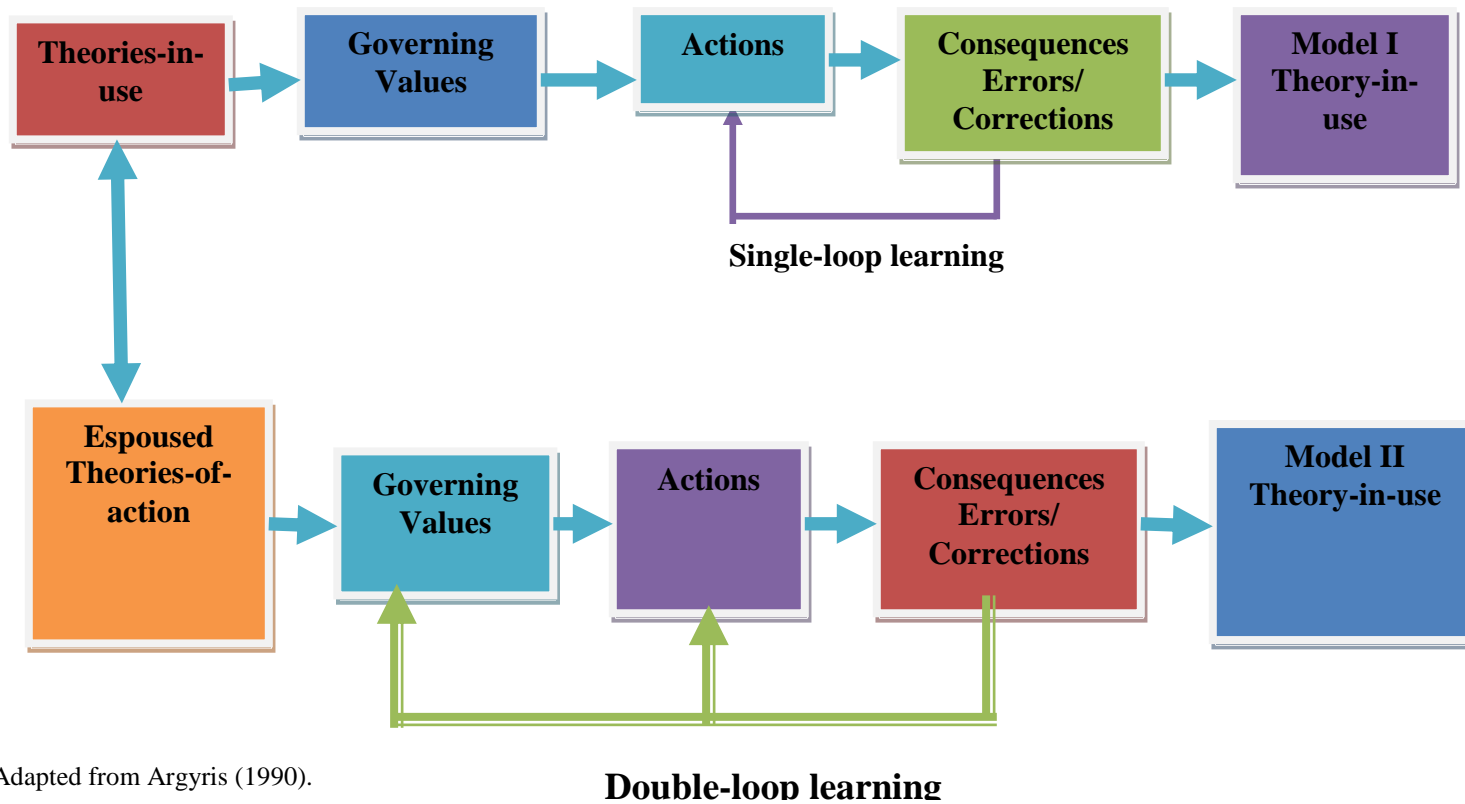 Theories-in-
use
Governing
Values
Actions
Consequences
Errors/
Corrections
Model I
Theory-in-
use
Single-loop learning
Espoused
Theories-of-
action
Governing
Values
Actions
Consequences
Errors/
Corrections
Model II
Theory-in-use
Adapted from Argyris (1990).
Double-loop learning